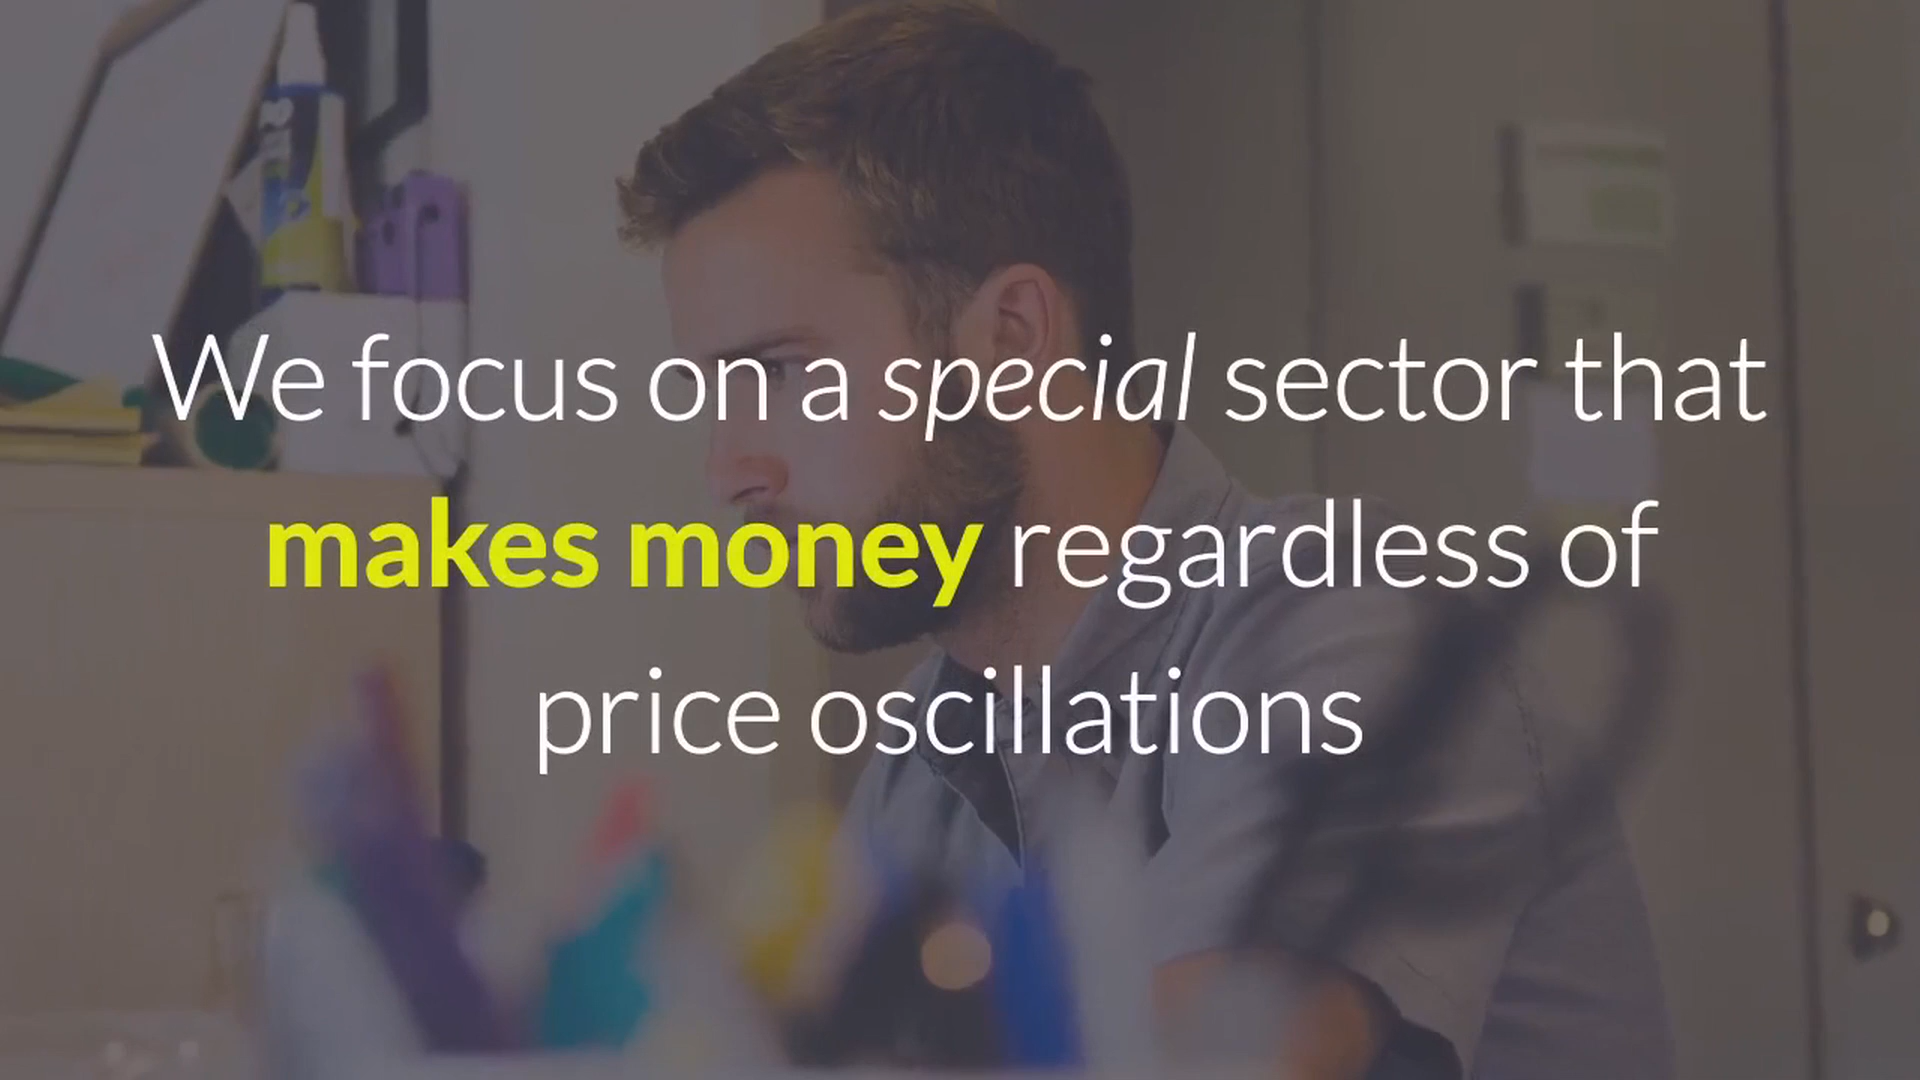 We focus on a special sector that
makes money regardless of
price oscillations